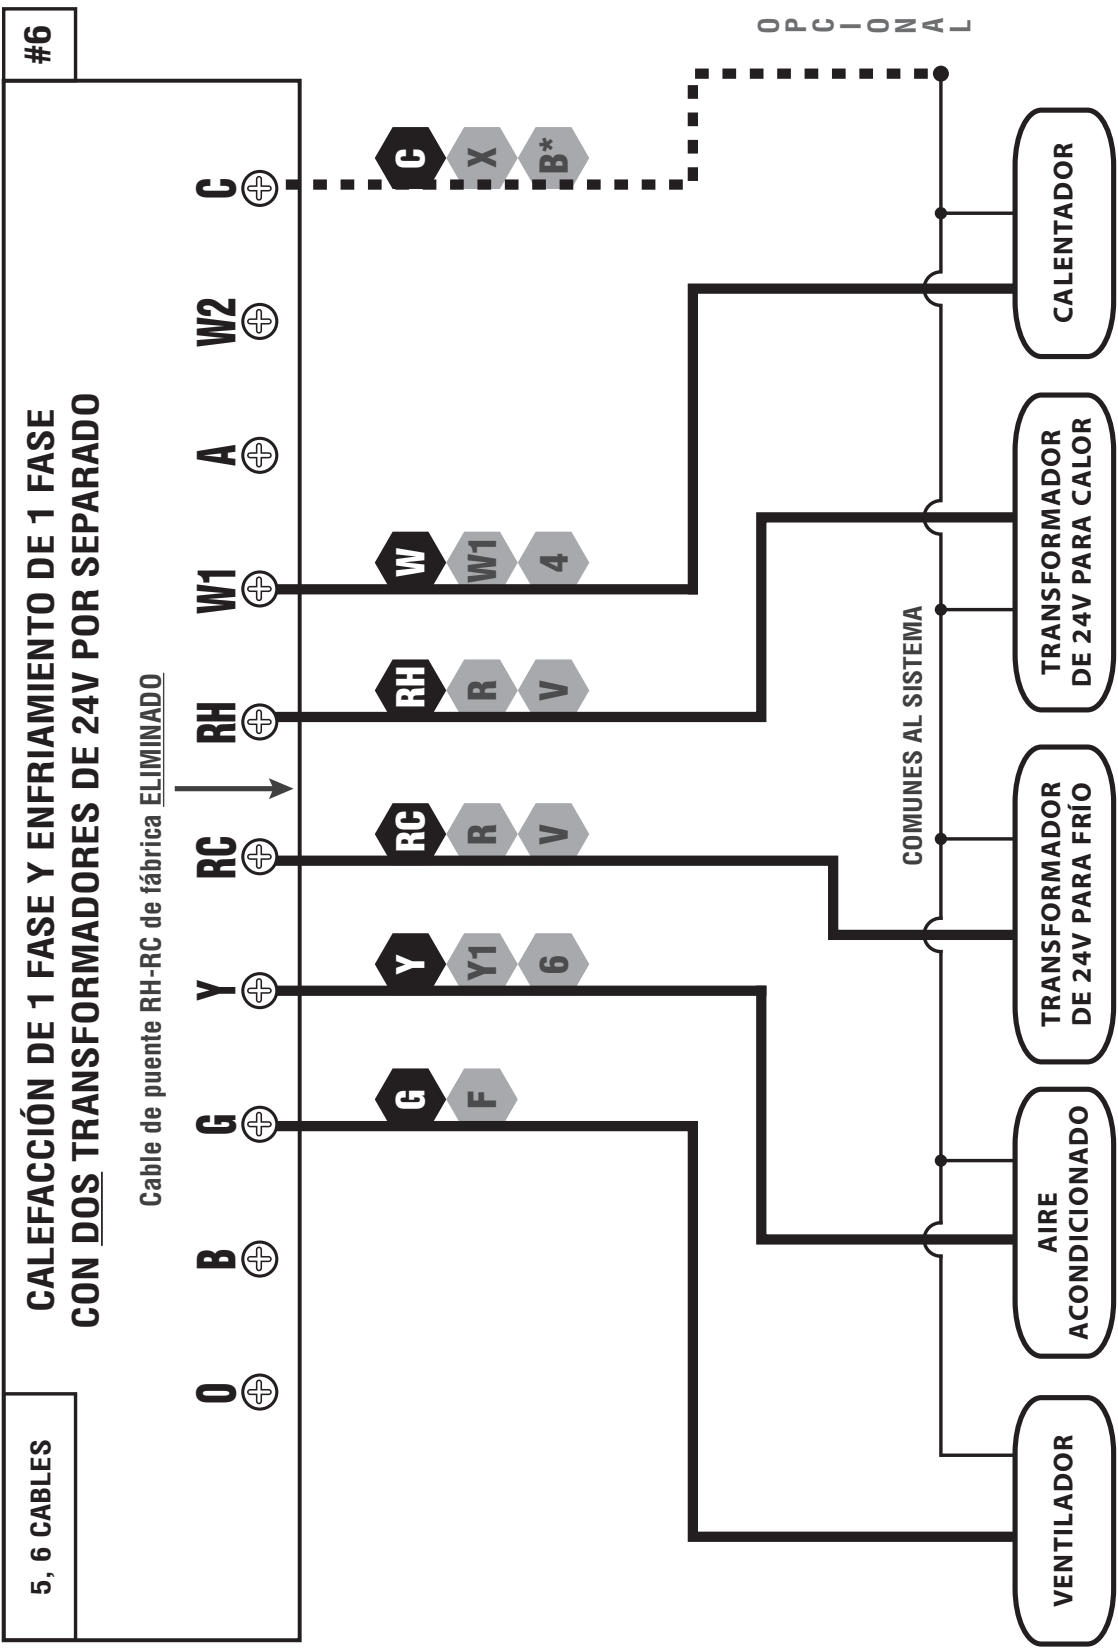 5, 6 CABLES
#6
CALEFACCIÓN DE 1 FASE Y ENFRIAMIENTO DE 1 FASE
CON DOS TRANSFORMADORES DE 24V POR SEPARADO
Cable de puente RH-RC de fábrica ELIMINADO
O B G Y RC RH W1 A W2 C
G Y RC RH W C
F Y1 R R W1 X
6 V V 4 B*
OPCIONAL
COMUNES AL SISTEMA
VENTILADOR
AIRE
ACONDICIONADO
TRANSFORMADOR
DE 24V PARA FRÍO
TRANSFORMADOR
DE 24V PARA CALOR
CALENTADOR